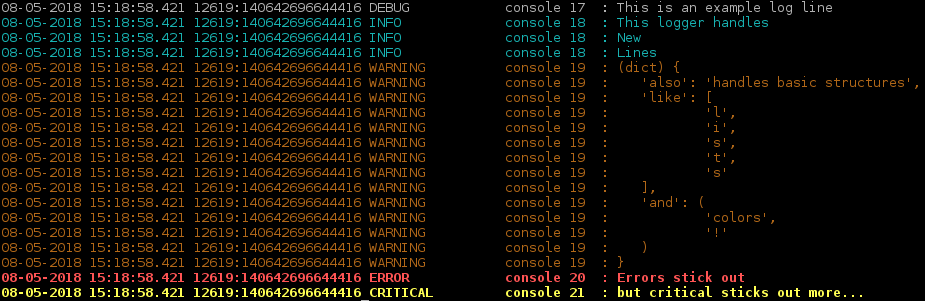 08-05-2018 15:18:58.421 12619:140642696644416 DEBUG            console 17  : This is an example log line
08-05-2018 15:18:58.421 12619:140642696644416 INFO             console 18  : This logger handles
08-05-2018 15:18:58.421 12619:140642696644416 INFO             console 18  : New
08-05-2018 15:18:58.421 12619:140642696644416 INFO             console 18  : Lines
08-05-2018 15:18:58.421 12619:140642696644416 WARNING          console 19  : (dict) {
08-05-2018 15:18:58.421 12619:140642696644416 WARNING          console 19  :    'also': 'handles basic structures',
08-05-2018 15:18:58.421 12619:140642696644416 WARNING          console 19  :    'like': [
08-05-2018 15:18:58.421 12619:140642696644416 WARNING          console 19  :            'l',
08-05-2018 15:18:58.421 12619:140642696644416 WARNING          console 19  :            'i',
08-05-2018 15:18:58.421 12619:140642696644416 WARNING          console 19  :            's',
08-05-2018 15:18:58.421 12619:140642696644416 WARNING          console 19  :            't',
08-05-2018 15:18:58.421 12619:140642696644416 WARNING          console 19  :            's'
08-05-2018 15:18:58.421 12619:140642696644416 WARNING          console 19  :    ],
08-05-2018 15:18:58.421 12619:140642696644416 WARNING          console 19  :    'and': (
08-05-2018 15:18:58.421 12619:140642696644416 WARNING          console 19  :            'colors',
08-05-2018 15:18:58.421 12619:140642696644416 WARNING          console 19  :            '!'
08-05-2018 15:18:58.421 12619:140642696644416 WARNING          console 19  :    )
08-05-2018 15:18:58.421 12619:140642696644416 WARNING          console 19  : }
08-05-2018 15:18:58.421 12619:140642696644416 ERROR            console 20  : Errors stick out
08-05-2018 15:18:58.421 12619:140642696644416 CRITICAL         console 21  : but critical sticks out more...